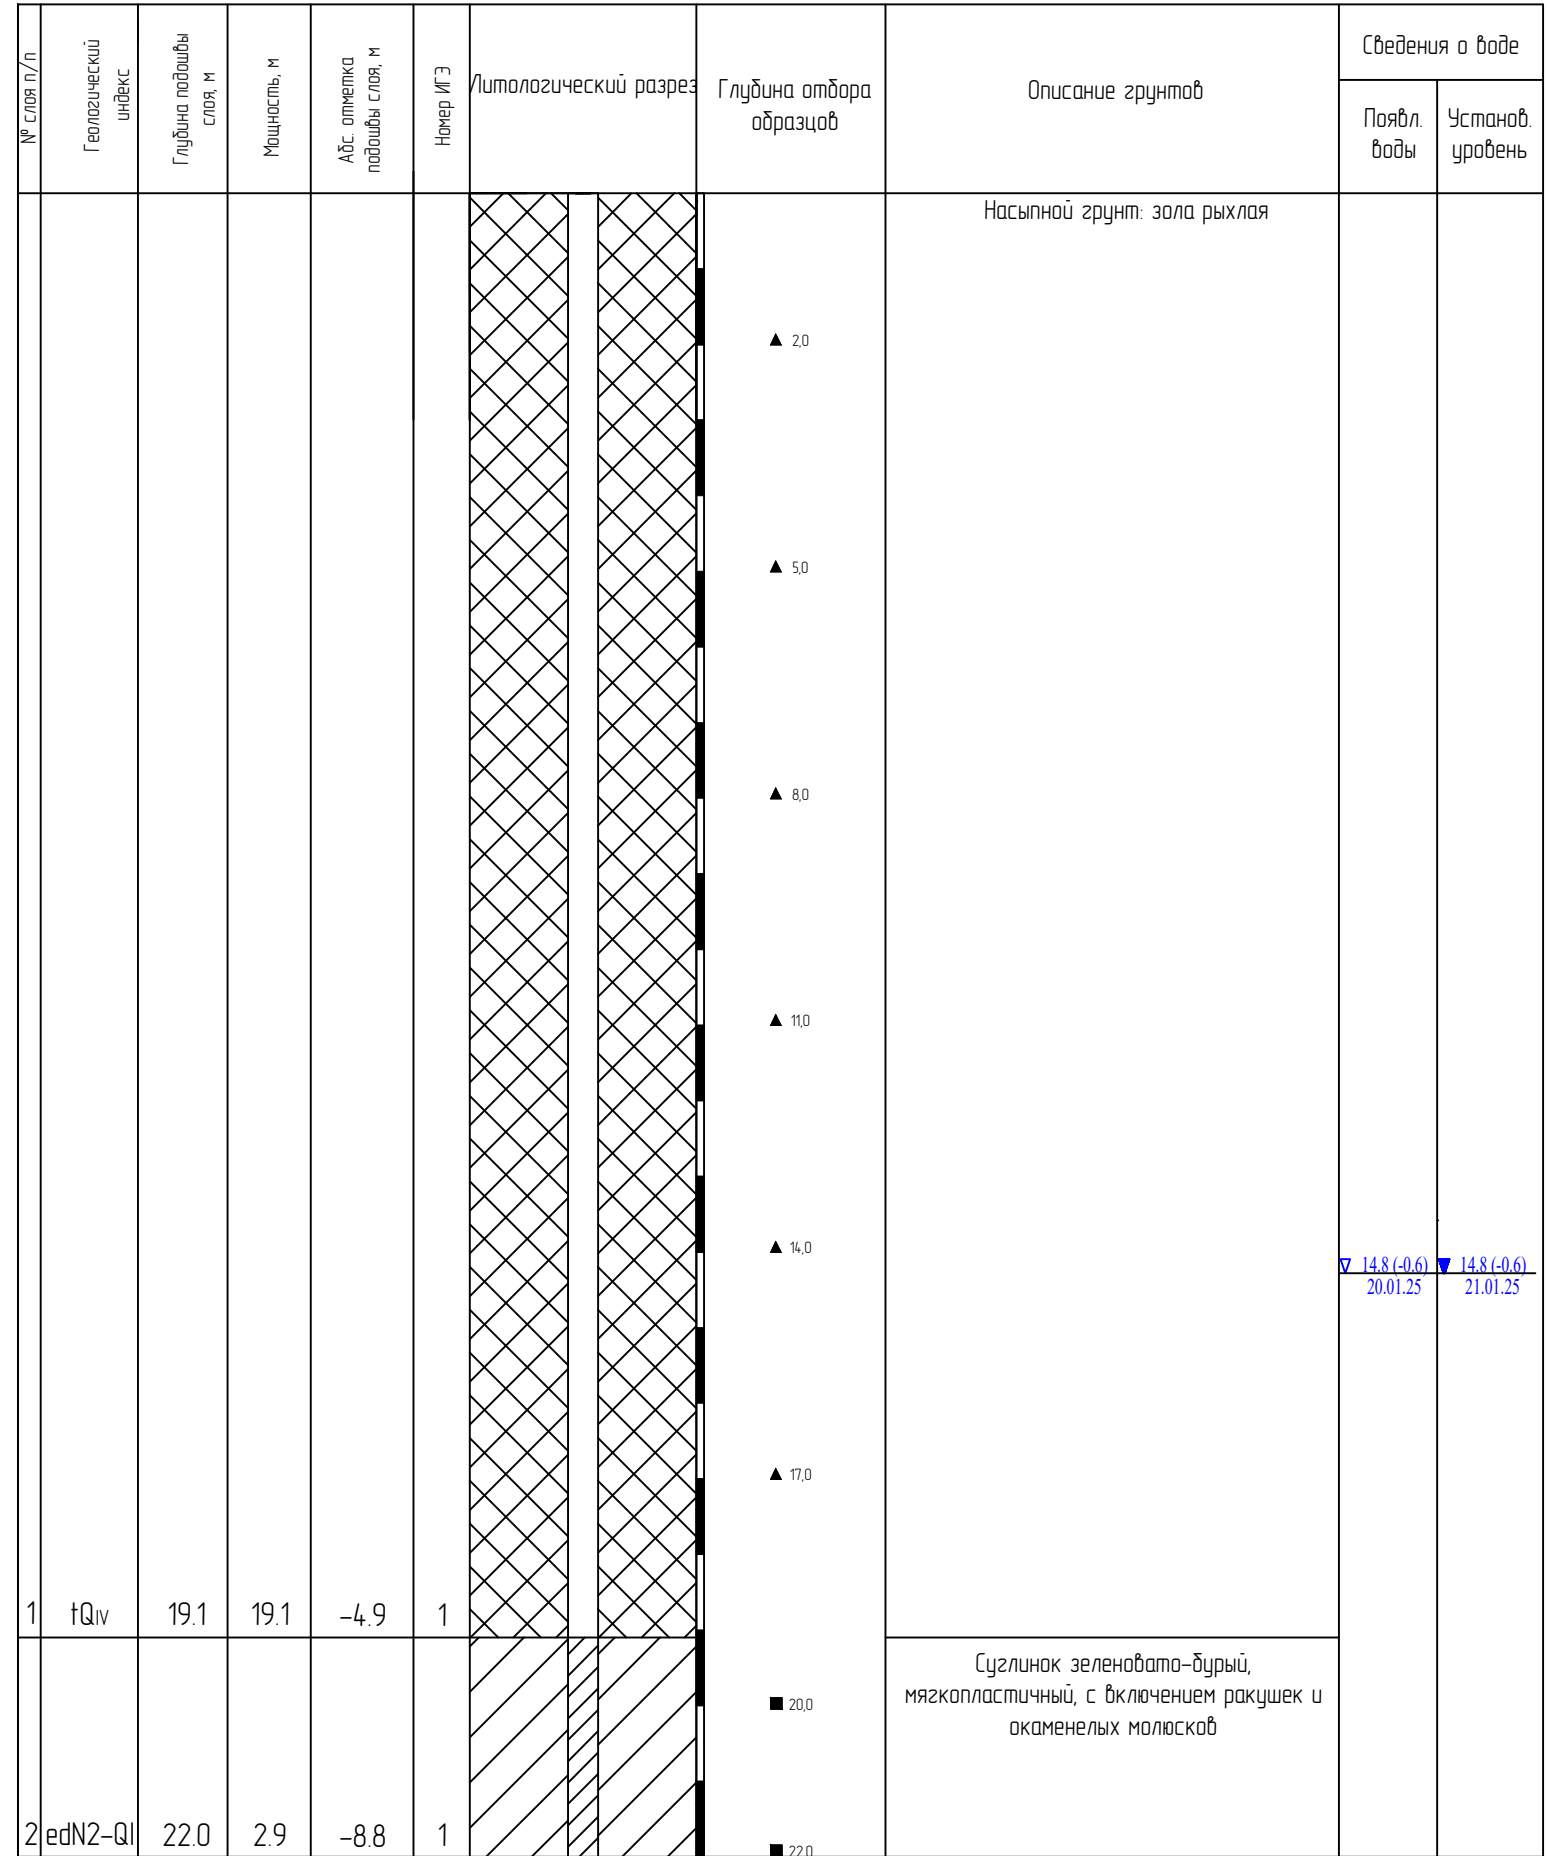 № слоя п/п
Геологический
индекс
Глубина подошвы
слоя, м
Мощность, м
Абс. отметка
подошвы слоя, м
Номер ИГЭ
Литологический разрез
Глубина отбора
образцов
Описание грунтов
Сведения о воде
Появл.
воды
Установ.
уровень
Насыпной грунт: зола рыхлая
2,0
5,0
8,0
11,0
14,0
14.8 (-0.6)
20.01.25
14.8 (-0.6)
21.01.25
17,0
1 tQIV 19.1 19.1 -4.9 1
Суглинок зеленовато-бурый,
мягкопластичный, с включением ракушек и
окаменелых молюсков
20,0
2 edN2-QI 22.0 2.9 -8.8 1
22,0